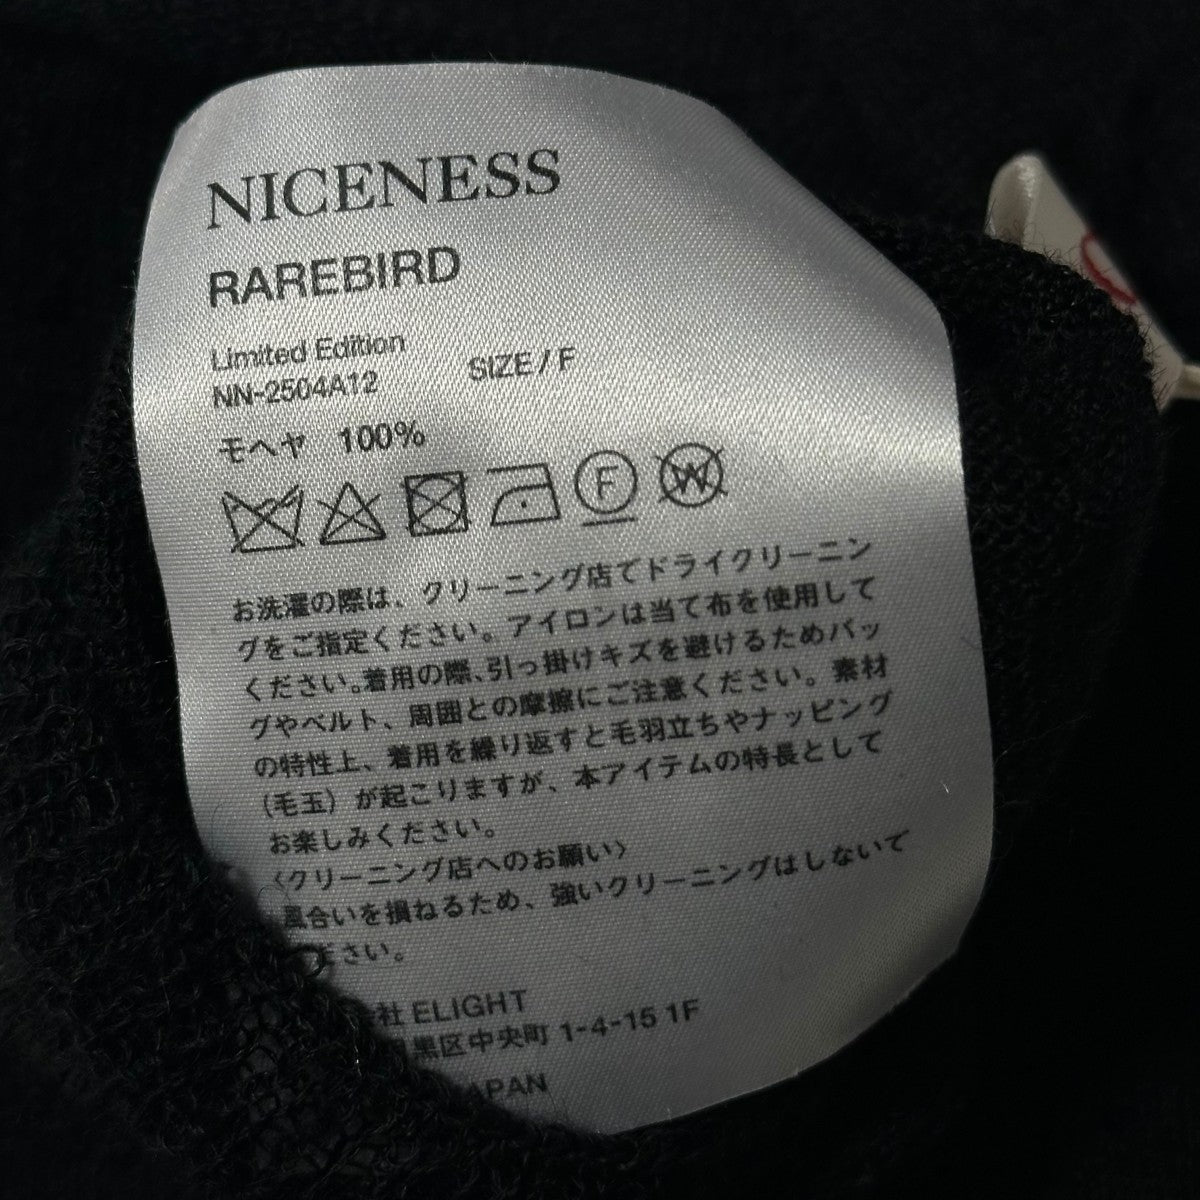 NICENESS
RAREBIRD
Limited Edition
NN-2504A12 SIZE/F
モヘヤ 100%
F W
お洗濯の際は、クリーニング店でドライクリーニン
グをご指定ください。アイロンは当て布を使用して
ください。着用の際、引っ掛けキズを避けるためバッ
グやベルト、周囲との摩擦にご注意ください。素材
の特性上、着用を繰り返すと毛羽立ちやナッピング
(毛玉)が起こりますが、本アイテムの特長として
お楽しみください。
〈クリーニング店へのお願い〉
風合いを損ねるため、強いクリーニングはしないで
ださい。
社 ELIGHT
目黒区中央町 1-4-15 1F
APAN